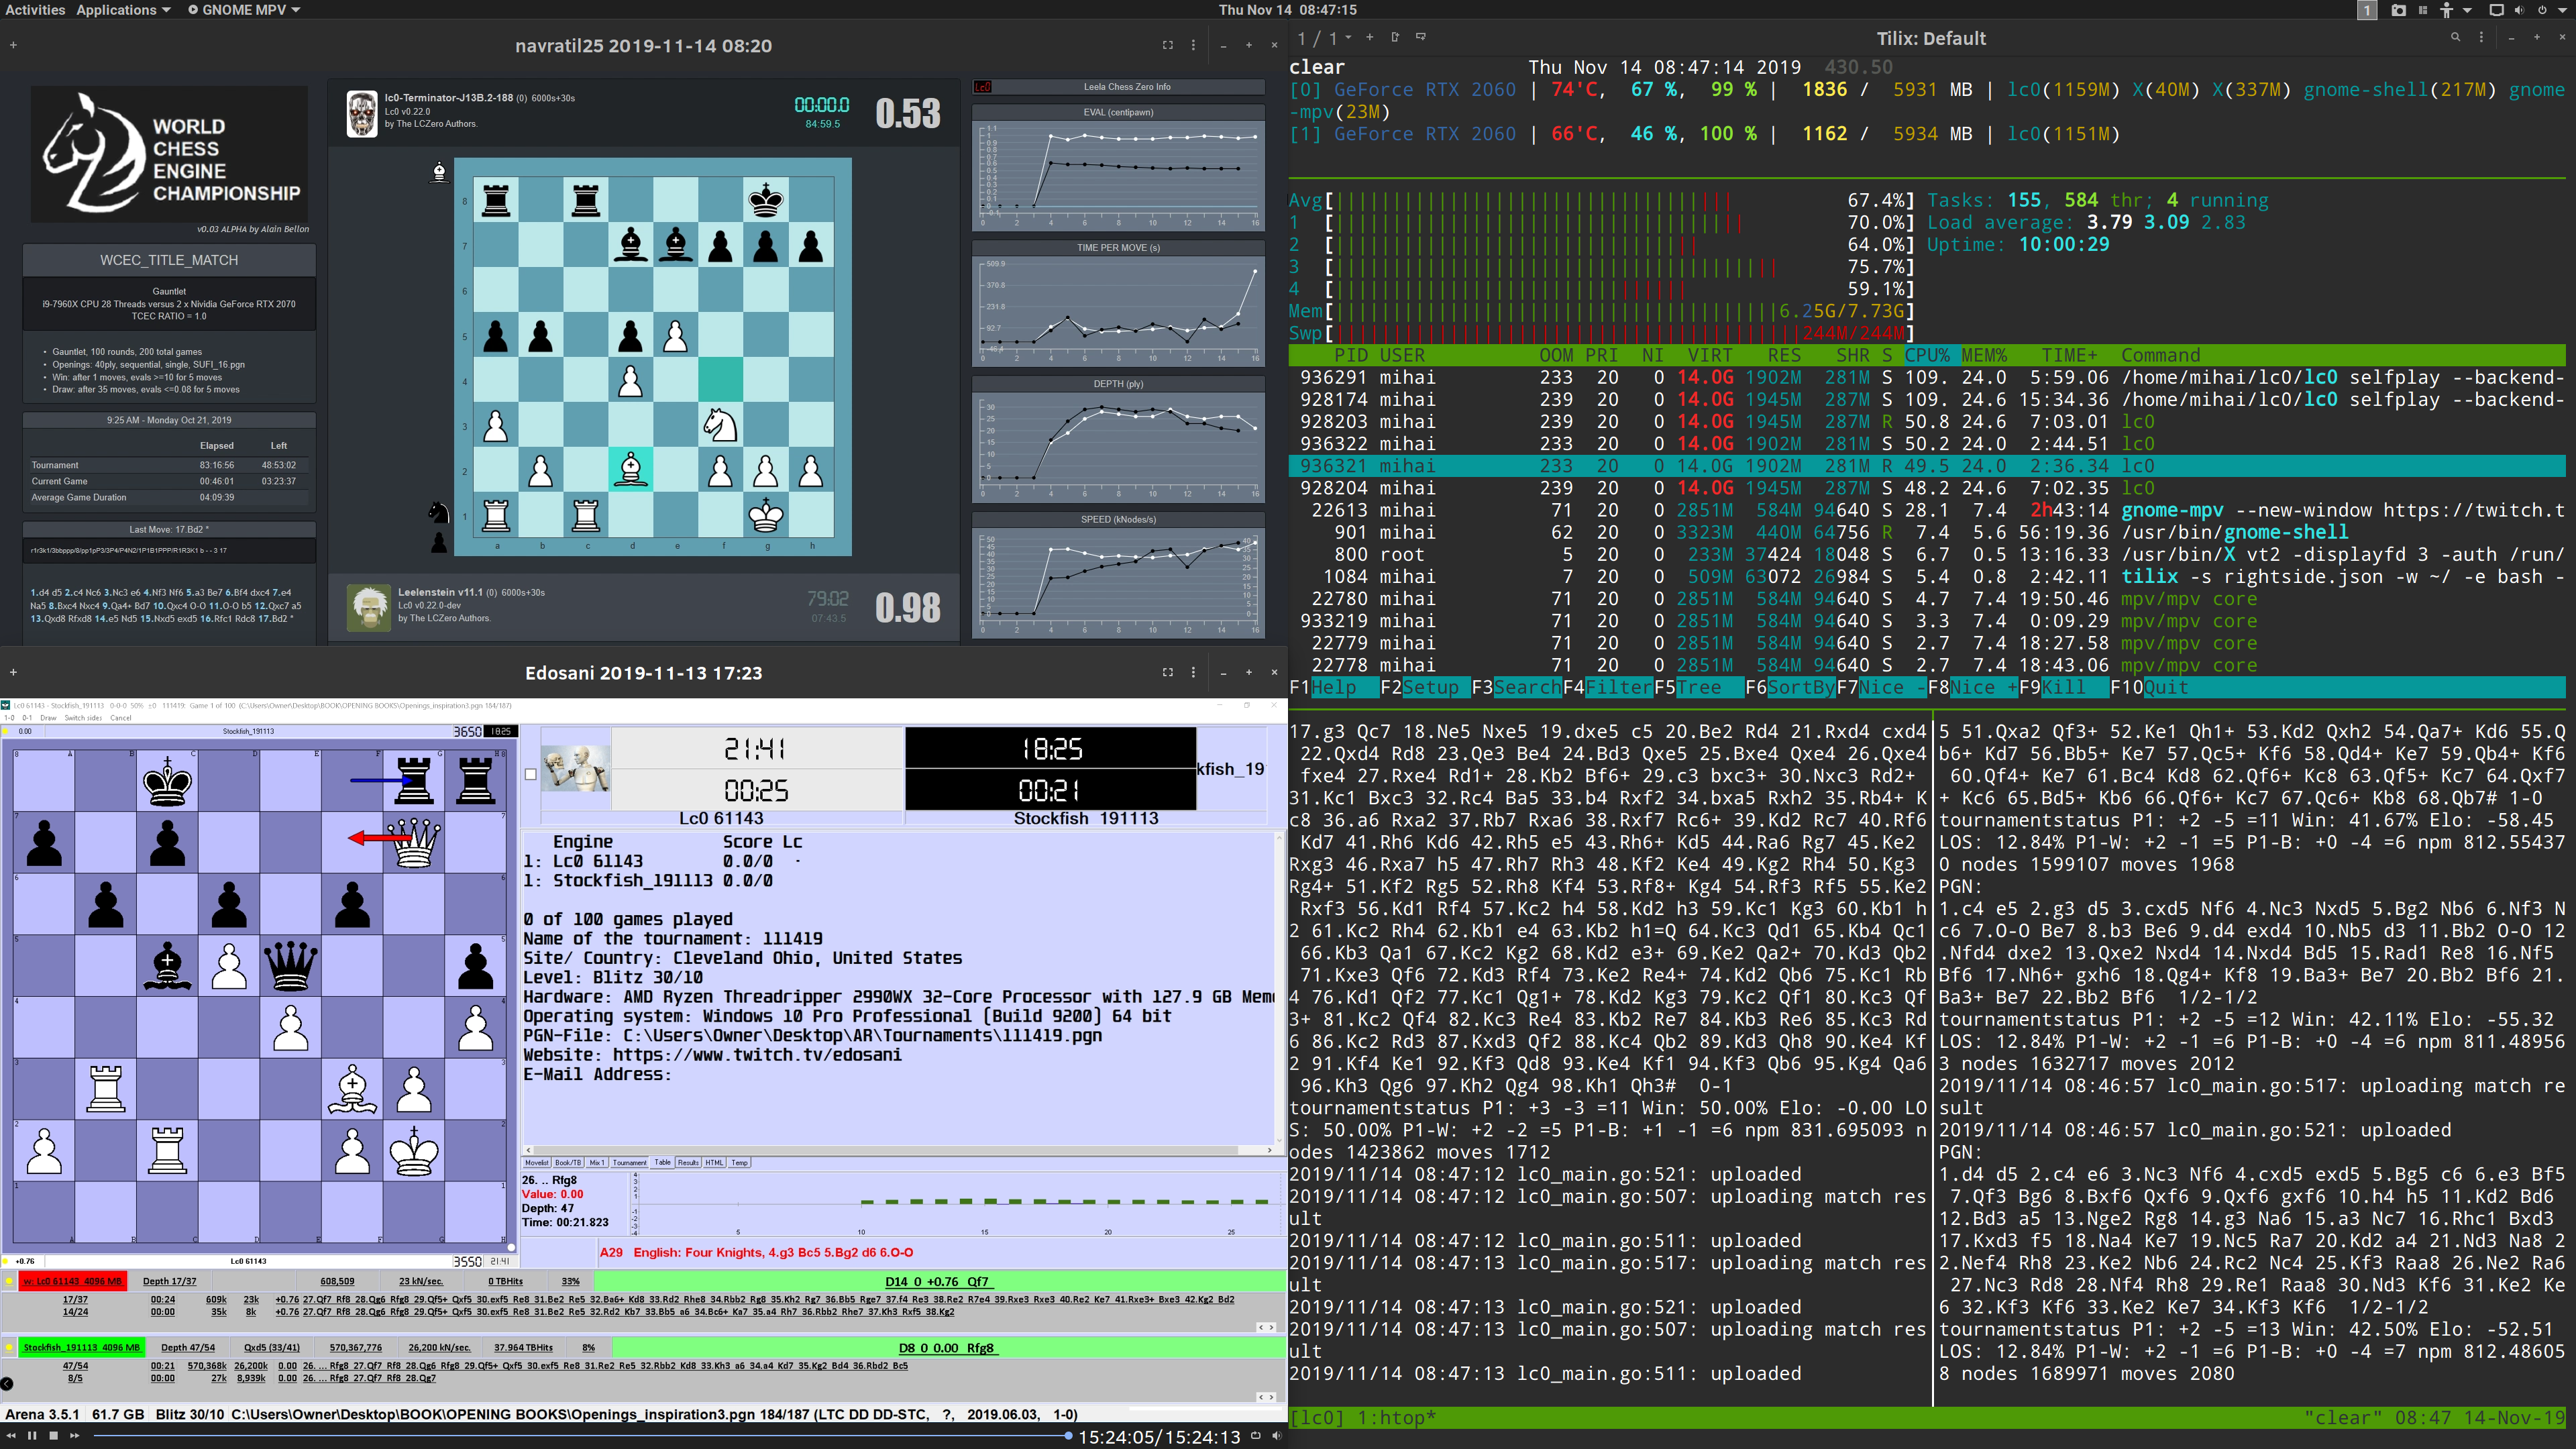 Activities Applications GNOME MPV Thu Nov 14 08:47:15 1
navratil25 2019-11-14 08:20
WORLD
CHESS
ENGINE
CHAMPIONSHIP
v0.03 ALPHA by Alain Bellon
WCEC_TITLE_MATCH
Gauntlet
i9-7960X CPU 28 Threads versus 2 x Nividia GeForce RTX 2070
TCEC RATIO = 1.0
• Gauntlet, 100 rounds, 200 total games
• Openings: 40ply, sequential, single, SUFI_16.pgn
• Win: after 1 moves, evals >=10 for 5 moves
• Draw: after 35 moves, evals <=0.08 for 5 moves
9:25 AM - Monday Oct 21, 2019
Elapsed Left
Tournament 83:16:56 48:53:02
Current Game 00:46:01 03:23:37
Average Game Duration 04:09:39
Last Move: 17.Bd2 *
r1r3k1/3bbppp/8/pp1pP3/3P4/P4N2/1P1B1PPP/R1R3K1 b - - 3 17
1.d4 d5 2.c4 Nc6 3.Nc3 e6 4.Nf3 Nf6 5.a3 Be7 6.Bf4 dxc4 7.e4
Na5 8.Bxc4 Nxc4 9.Qa4+ Bd7 10.Qxc4 O-O 11.O-O b5 12.Qxc7 a5
13.Qxd8 Rfxd8 14.e5 Nd5 15.Nxd5 exd5 16.Rfc1 Rdc8 17.Bd2 *
lc0-Terminator-J13B.2-188 (0) 6000s+30s
Lc0 v0.22.0
by The LCZero Authors.
00:00.0
84:59.5
0.53
8
7
6
5
4
3
2
1
a b c d e f g h
Leelenstein v11.1 (0) 6000s+30s
Lc0 v0.22.0-dev
by The LCZero Authors.
79:02
07:43.5
0.98
Lc0 Leela Chess Zero Info
EVAL (centipawn)
TIME PER MOVE (s)
DEPTH (ply)
SPEED (kNodes/s)
1 / 1 Tilix: Default
clear Thu Nov 14 08:47:14 2019 430.50
[0] GeForce RTX 2060 | 74'C, 67 %, 99 % | 1836 / 5931 MB | lc0(1159M) X(40M) X(337M) gnome-shell(217M) gnome
-mpv(23M)
[1] GeForce RTX 2060 | 66'C, 46 %, 100 % | 1162 / 5934 MB | lc0(1151M)
Avg[ 67.4%] Tasks: 155, 584 thr; 4 running
1 [ 70.0%] Load average: 3.79 3.09 2.83
2 [ 64.0%] Uptime: 10:00:29
3 [ 75.7%]
4 [ 59.1%]
Mem[ 6.25G/7.73G]
Swp[ 244M/244M]
PID USER OOM PRI NI VIRT RES SHR S CPU% MEM% TIME+ Command
936291 mihai 233 20 0 14.0G 1902M 281M S 109. 24.0 5:59.06 /home/mihai/lc0/lc0 selfplay --backend-
928174 mihai 239 20 0 14.0G 1945M 287M S 109. 24.6 15:34.36 /home/mihai/lc0/lc0 selfplay --backend-
928203 mihai 239 20 0 14.0G 1945M 287M R 50.8 24.6 7:03.01 lc0
936322 mihai 233 20 0 14.0G 1902M 281M S 50.2 24.0 2:44.51 lc0
936321 mihai 233 20 0 14.0G 1902M 281M R 49.5 24.0 2:36.34 lc0
928204 mihai 239 20 0 14.0G 1945M 287M S 48.2 24.6 7:02.35 lc0
22613 mihai 71 20 0 2851M 584M 94640 S 28.1 7.4 2h43:14 gnome-mpv --new-window https://twitch.t
901 mihai 62 20 0 3323M 440M 64756 R 7.4 5.6 56:19.36 /usr/bin/gnome-shell
800 root 5 20 0 233M 37424 18048 S 6.7 0.5 13:16.33 /usr/bin/X vt2 -displayfd 3 -auth /run/
1084 mihai 7 20 0 509M 63072 26984 S 5.4 0.8 2:42.11 tilix -s rightside.json -w ~/ -e bash -
22780 mihai 71 20 0 2851M 584M 94640 S 4.7 7.4 19:50.46 mpv/mpv core
933219 mihai 71 20 0 2851M 584M 94640 S 3.3 7.4 0:09.29 mpv/mpv core
22779 mihai 71 20 0 2851M 584M 94640 S 2.7 7.4 18:27.58 mpv/mpv core
22778 mihai 71 20 0 2851M 584M 94640 S 2.7 7.4 18:43.06 mpv/mpv core
F1Help F2Setup F3SearchF4FilterF5Tree F6SortByF7Nice -F8Nice +F9Kill F10Quit
17.g3 Qc7 18.Ne5 Nxe5 19.dxe5 c5 20.Be2 Rd4 21.Rxd4 cxd4
22.Qxd4 Rd8 23.Qe3 Be4 24.Bd3 Qxe5 25.Bxe4 Qxe4 26.Qxe4
fxe4 27.Rxe4 Rd1+ 28.Kb2 Bf6+ 29.c3 bxc3+ 30.Nxc3 Rd2+
31.Kc1 Bxc3 32.Rc4 Ba5 33.b4 Rxf2 34.bxa5 Rxh2 35.Rb4+ K
c8 36.a6 Rxa2 37.Rb7 Rxa6 38.Rxf7 Rc6+ 39.Kd2 Rc7 40.Rf6
Kd7 41.Rh6 Kd6 42.Rh5 e5 43.Rh6+ Kd5 44.Ra6 Rg7 45.Ke2
Rxg3 46.Rxa7 h5 47.Rh7 Rh3 48.Kf2 Ke4 49.Kg2 Rh4 50.Kg3
Rg4+ 51.Kf2 Rg5 52.Rh8 Kf4 53.Rf8+ Kg4 54.Rf3 Rf5 55.Ke2
Rxf3 56.Kd1 Rf4 57.Kc2 h4 58.Kd2 h3 59.Kc1 Kg3 60.Kb1 h
2 61.Kc2 Rh4 62.Kb1 e4 63.Kb2 h1=Q 64.Kc3 Qd1 65.Kb4 Qc1
66.Kb3 Qa1 67.Kc2 Kg2 68.Kd2 e3+ 69.Ke2 Qa2+ 70.Kd3 Qb2
71.Kxe3 Qf6 72.Kd3 Rf4 73.Ke2 Re4+ 74.Kd2 Qb6 75.Kc1 Rb
4 76.Kd1 Qf2 77.Kc1 Qg1+ 78.Kd2 Kg3 79.Kc2 Qf1 80.Kc3 Qf
3+ 81.Kc2 Qf4 82.Kc3 Re4 83.Kb2 Re7 84.Kb3 Re6 85.Kc3 Rd
6 86.Kc2 Rd3 87.Kxd3 Qf2 88.Kc4 Qb2 89.Kd3 Qh8 90.Ke4 Kf
2 91.Kf4 Ke1 92.Kf3 Qd8 93.Ke4 Kf1 94.Kf3 Qb6 95.Kg4 Qa6
96.Kh3 Qg6 97.Kh2 Qg4 98.Kh1 Qh3# 0-1
tournamentstatus P1: +3 -3 =11 Win: 50.00% Elo: -0.00 LO
S: 50.00% P1-W: +2 -2 =5 P1-B: +1 -1 =6 npm 831.695093 n
odes 1423862 moves 1712
2019/11/14 08:47:12 lc0_main.go:521: uploaded
2019/11/14 08:47:12 lc0_main.go:507: uploading match res
ult
2019/11/14 08:47:12 lc0_main.go:511: uploaded
2019/11/14 08:47:13 lc0_main.go:517: uploading match res
ult
2019/11/14 08:47:13 lc0_main.go:521: uploaded
2019/11/14 08:47:13 lc0_main.go:507: uploading match res
ult
2019/11/14 08:47:13 lc0_main.go:511: uploaded
5 51.Qxa2 Qf3+ 52.Ke1 Qh1+ 53.Kd2 Qxh2 54.Qa7+ Kd6 55.Q
b6+ Kd7 56.Bb5+ Ke7 57.Qc5+ Kf6 58.Qd4+ Ke7 59.Qb4+ Kf6
60.Qf4+ Ke7 61.Bc4 Kd8 62.Qf6+ Kc8 63.Qf5+ Kc7 64.Qxf7
+ Kc6 65.Bd5+ Kb6 66.Qf6+ Kc7 67.Qc6+ Kb8 68.Qb7# 1-0
tournamentstatus P1: +2 -5 =11 Win: 41.67% Elo: -58.45
LOS: 12.84% P1-W: +2 -1 =5 P1-B: +0 -4 =6 npm 812.55437
0 nodes 1599107 moves 1968
PGN:
1.c4 e5 2.g3 d5 3.cxd5 Nf6 4.Nc3 Nxd5 5.Bg2 Nb6 6.Nf3 N
c6 7.O-O Be7 8.b3 Be6 9.d4 exd4 10.Nb5 d3 11.Bb2 O-O 12
.Nfd4 dxe2 13.Qxe2 Nxd4 14.Nxd4 Bd5 15.Rad1 Re8 16.Nf5
Bf6 17.Nh6+ gxh6 18.Qg4+ Kf8 19.Ba3+ Be7 20.Bb2 Bf6 21.
Ba3+ Be7 22.Bb2 Bf6 1/2-1/2
tournamentstatus P1: +2 -5 =12 Win: 42.11% Elo: -55.32
LOS: 12.84% P1-W: +2 -1 =6 P1-B: +0 -4 =6 npm 811.48956
3 nodes 1632717 moves 2012
2019/11/14 08:46:57 lc0_main.go:517: uploading match re
sult
2019/11/14 08:46:57 lc0_main.go:521: uploaded
PGN:
1.d4 d5 2.c4 e6 3.Nc3 Nf6 4.cxd5 exd5 5.Bg5 c6 6.e3 Bf5
7.Qf3 Bg6 8.Bxf6 Qxf6 9.Qxf6 gxf6 10.h4 h5 11.Kd2 Bd6
12.Bd3 a5 13.Nge2 Rg8 14.g3 Na6 15.a3 Nc7 16.Rhc1 Bxd3
17.Kxd3 f5 18.Na4 Ke7 19.Nc5 Ra7 20.Kd2 a4 21.Nd3 Na8 2
2.Nef4 Rh8 23.Ke2 Nb6 24.Rc2 Nc4 25.Kf3 Raa8 26.Ne2 Ra6
27.Nc3 Rd8 28.Nf4 Rh8 29.Re1 Raa8 30.Nd3 Kf6 31.Ke2 Ke
6 32.Kf3 Kf6 33.Ke2 Ke7 34.Kf3 Kf6 1/2-1/2
tournamentstatus P1: +2 -5 =13 Win: 42.50% Elo: -52.51
LOS: 12.84% P1-W: +2 -1 =6 P1-B: +0 -4 =7 npm 812.48605
8 nodes 1689971 moves 2080
[lc0] 1:htop* "clear" 08:47 14-Nov-19
Edosani 2019-11-13 17:23
Lc0 61143 - Stockfish_191113 0-0-0 50% ±0 111419: Game 1 of 100 (C:\Users\Owner\Desktop\BOOK\OPENING BOOKS\Openings_inspiration3.pgn 184/187)
1-0 0-1 Draw Switch sides Cancel
0.00 Stockfish_191113 3650 18:25
+0.76 Lc0 61143 3550 21:41
21:41 18:25 kfish_19
00:25 00:21
Lc0 61143 Stockfish 191113
Engine Score Lc
1: Lc0 61143 0.0/0 ·
1: Stockfish_191113 0.0/0
0 of 100 games played
Name of the tournament: 111419
Site/ Country: Cleveland Ohio, United States
Level: Blitz 30/10
Hardware: AMD Ryzen Threadripper 2990WX 32-Core Processor with 127.9 GB Mem
Operating system: Windows 10 Pro Professional (Build 9200) 64 bit
PGN-File: C:\Users\Owner\Desktop\AR\Tournaments\111419.pgn
Website: https://www.twitch.tv/edosani
E-Mail Address:
Movelist Book/TB Mix 1 Tournament Table Results HTML Temp
26. .. Rfg8
Value: 0.00
Depth: 47
Time: 00:21.823
5 10 15 20 25
A29 English: Four Knights, 4.g3 Bc5 5.Bg2 d6 6.O-O
w: Lc0 61143 4096 MB Depth 17/37 608,509 23 kN/sec. 0 TBHits 33% D14 0 +0.76 Qf7
17/37 00:24 609k 23k +0.76 27.Qf7 Rf8 28.Qg6 Rfg8 29.Qf5+ Qxf5 30.exf5 Re8 31.Be2 Re5 32.Ba6+ Kd8 33.Rd2 Rhe8 34.Rbb2 Rg8 35.Kh2 Rg7 36.Bb5 Rge7 37.f4 Re3 38.Re2 R7e4 39.Rxe3 Rxe3 40.Re2 Ke7 41.Rxe3+ Bxe3 42.Kg2 Bd2
14/24 00:00 35k 8k +0.76 27.Qf7 Rf8 28.Qg6 Rfg8 29.Qf5+ Qxf5 30.exf5 Re8 31.Be2 Re5 32.Rd2 Kb7 33.Bb5 a6 34.Bc6+ Ka7 35.a4 Rh7 36.Rbb2 Rhe7 37.Kh3 Rxf5 38.Kg2
Stockfish_191113 4096 MB Depth 47/54 Qxd5 (33/41) 570,367,776 26,200 kN/sec. 37.964 TBHits 8% D8 0 0.00 Rfg8
47/54 00:21 570,368k 26,200k 0.00 26. ... Rfg8 27.Qf7 Rf8 28.Qg6 Rfg8 29.Qf5+ Qxf5 30.exf5 Re8 31.Re2 Re5 32.Rbb2 Kd8 33.Kh3 a6 34.a4 Kd7 35.Kg2 Bd4 36.Rbd2 Bc5
8/5 00:00 27k 8,939k 0.00 26. ... Rfg8 27.Qf7 Rf8 28.Qg7
Arena 3.5.1 61.7 GB Blitz 30/10 C:\Users\Owner\Desktop\BOOK\OPENING BOOKS\Openings_inspiration3.pgn 184/187 (LTC DD DD-STC, ?, 2019.06.03, 1-0)
15:24:05/15:24:13